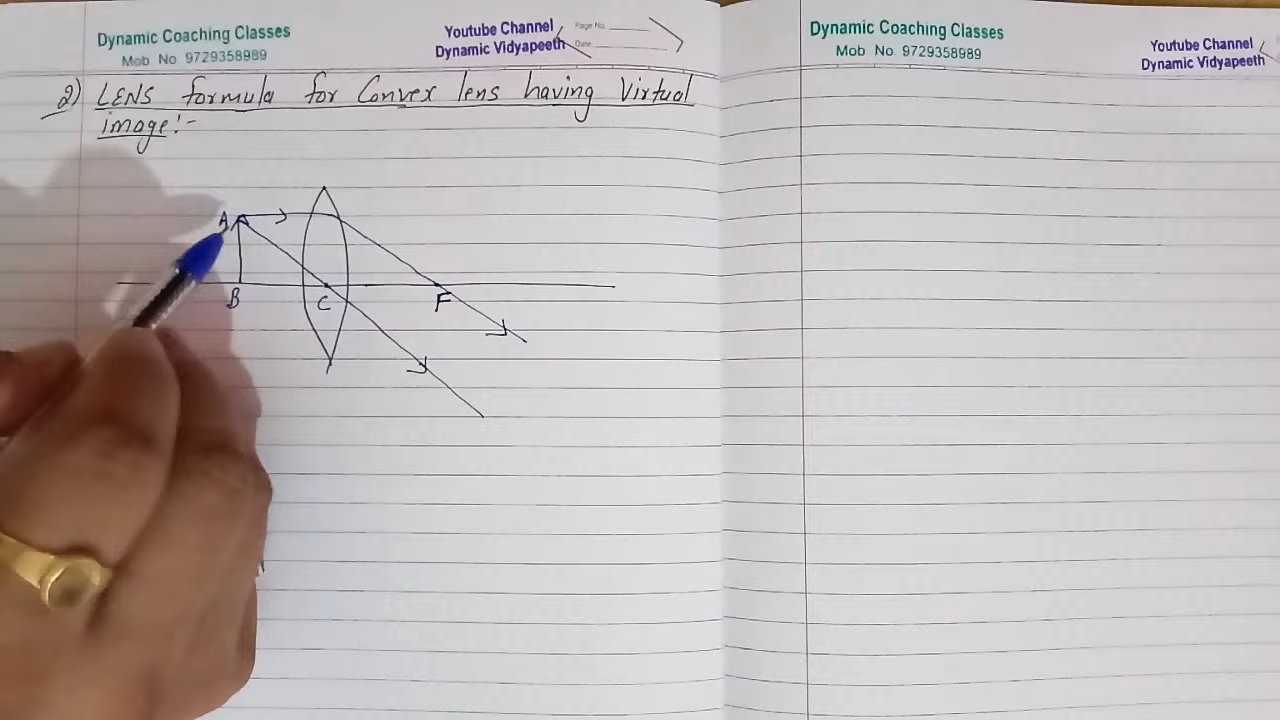 Dynamic Coaching Classes
Mob No 9729358989
Youtube Channel
Dynamic Vidyapeeth
Page No.
Date
2) LENS formula for Convex lens having Virtual
image:-
A
B
C
F
Dynamic Coaching Classes
Mob No 9729358989
Youtube Channel
Dynamic Vidyapeeth